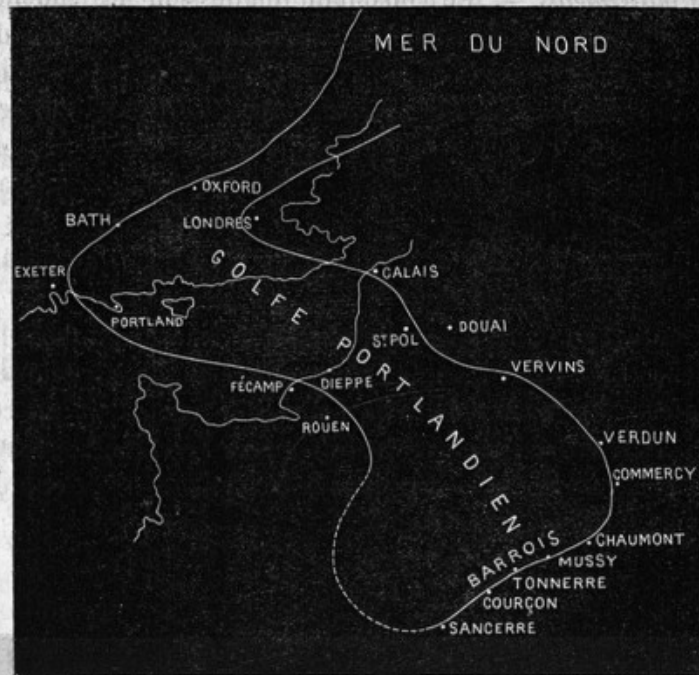 MER DU NORD
OXFORD
BATH
LONDRES
EXETER
GOLFE PORTLANDIEN
CALAIS
PORTLAND
ST. POL
DOUAI
FÉCAMP
DIEPPE
VERVINS
ROUEN
VERDUN
COMMERCY
CHAUMONT
BARROIS
MUSSY
TONNERRE
COURÇON
SANCERRE